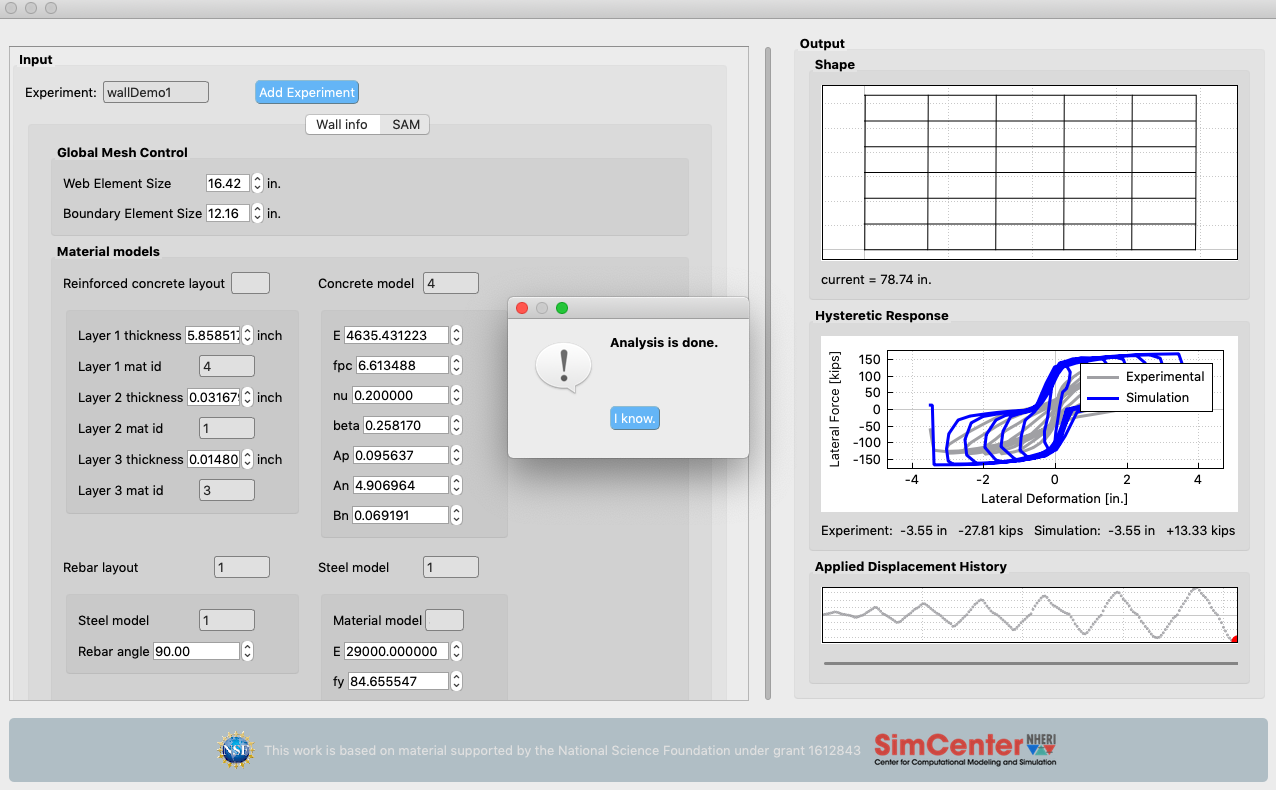 Input
Experiment: wallDemo1 Add Experiment
Wall info SAM
Global Mesh Control
Web Element Size 16.42 in.
Boundary Element Size 12.16 in.
Material models
Reinforced concrete layout
Concrete model 4
Layer 1 thickness 5.858517 inch
Layer 1 mat id 4
Layer 2 thickness 0.031679 inch
Layer 2 mat id 1
Layer 3 thickness 0.01480 inch
Layer 3 mat id 3
E 4635.431223
fpc 6.613488
nu 0.200000
beta 0.258170
Ap 0.095637
An 4.906964
Bn 0.069191
Rebar layout 1
Steel model 1
Steel model 1
Rebar angle 90.00
Material model
E 29000.000000
fy 84.655547
Analysis is done.
I know.
Output
Shape
current = 78.74 in.
Hysteretic Response
Lateral Force [kips]
150
100
50
0
-50
-100
-150
Experimental
Simulation
-4 -2 0 2 4
Lateral Deformation [in.]
Experiment: -3.55 in -27.81 kips Simulation: -3.55 in +13.33 kips
Applied Displacement History
NSF
This work is based on material supported by the National Science Foundation under grant 1612843
SimCenter NHERI
Center for Computational Modeling and Simulation